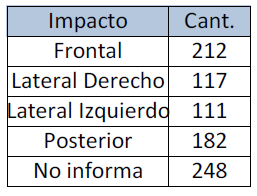 Impacto Cant.
Frontal 212
Lateral Derecho 117
Lateral Izquierdo 111
Posterior 182
No informa 248